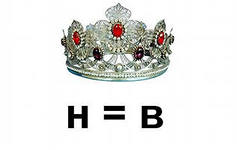 H = B